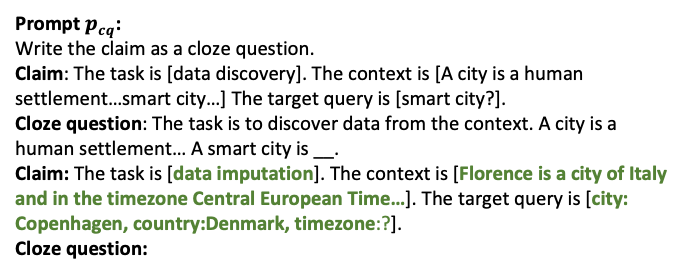 Prompt p_cq:
Write the claim as a cloze question.
Claim: The task is [data discovery]. The context is [A city is a human
settlement...smart city...] The target query is [smart city?].
Cloze question: The task is to discover data from the context. A city is a
human settlement... A smart city is __.
Claim: The task is [data imputation]. The context is [Florence is a city of Italy
and in the timezone Central European Time...]. The target query is [city:
Copenhagen, country:Denmark, timezone:?].
Cloze question: